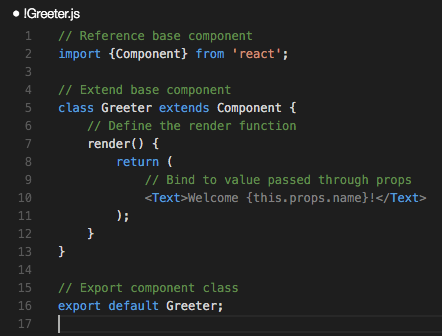 ● !Greeter.js
1 // Reference base component
2 import {Component} from 'react';
3
4 // Extend base component
5 class Greeter extends Component {
6     // Define the render function
7     render() {
8         return (
9             // Bind to value passed through props
10             <Text>Welcome {this.props.name}!</Text>
11         );
12     }
13 }
14
15 // Export component class
16 export default Greeter;
17